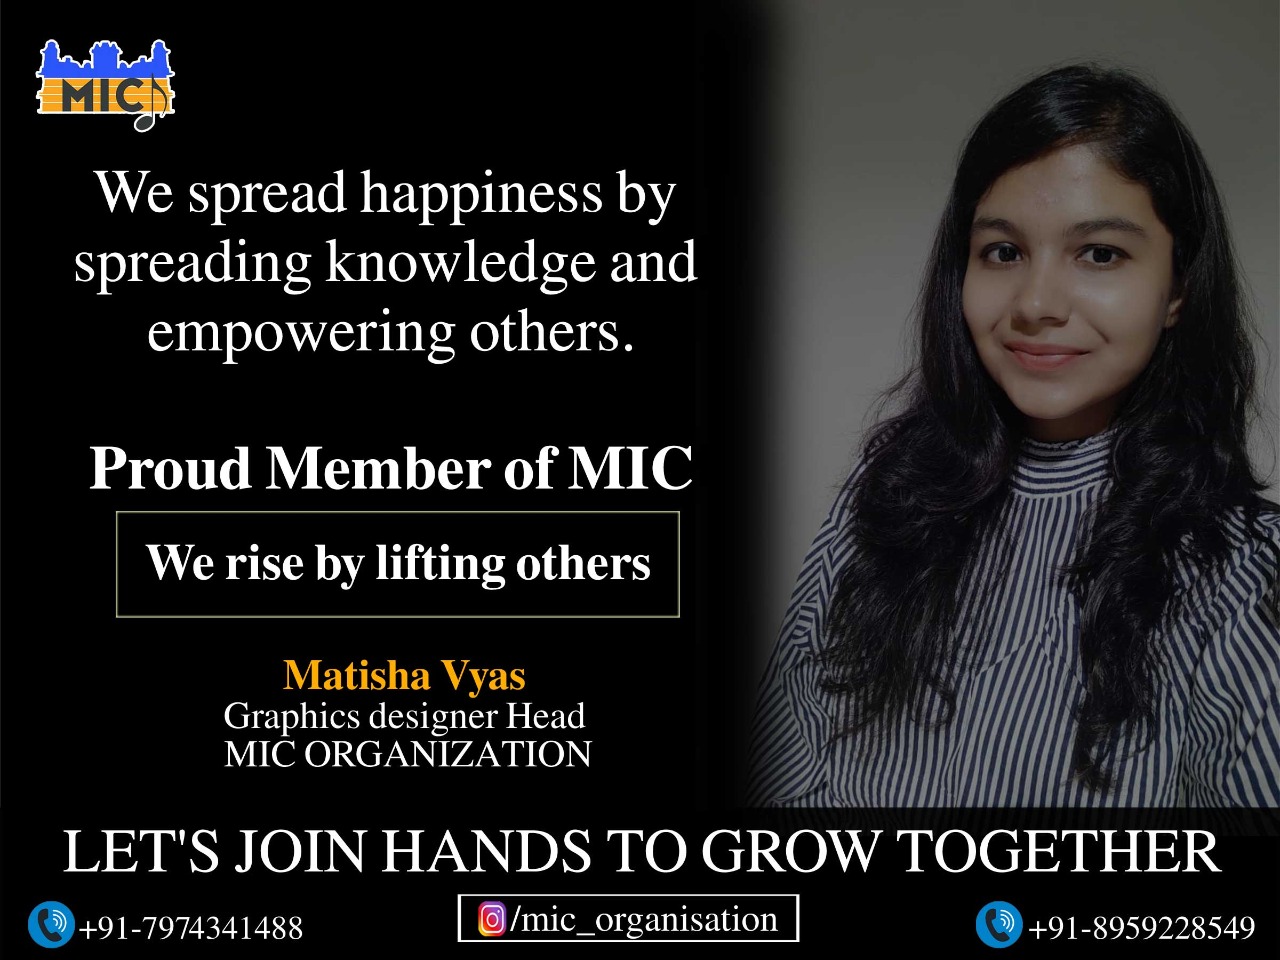 MIC
We spread happiness by
spreading knowledge and
empowering others.
Proud Member of MIC
We rise by lifting others
Matisha Vyas
Graphics designer Head
MIC ORGANIZATION
LET'S JOIN HANDS TO GROW TOGETHER
+91-7974341488
/mic_organisation
+91-8959228549